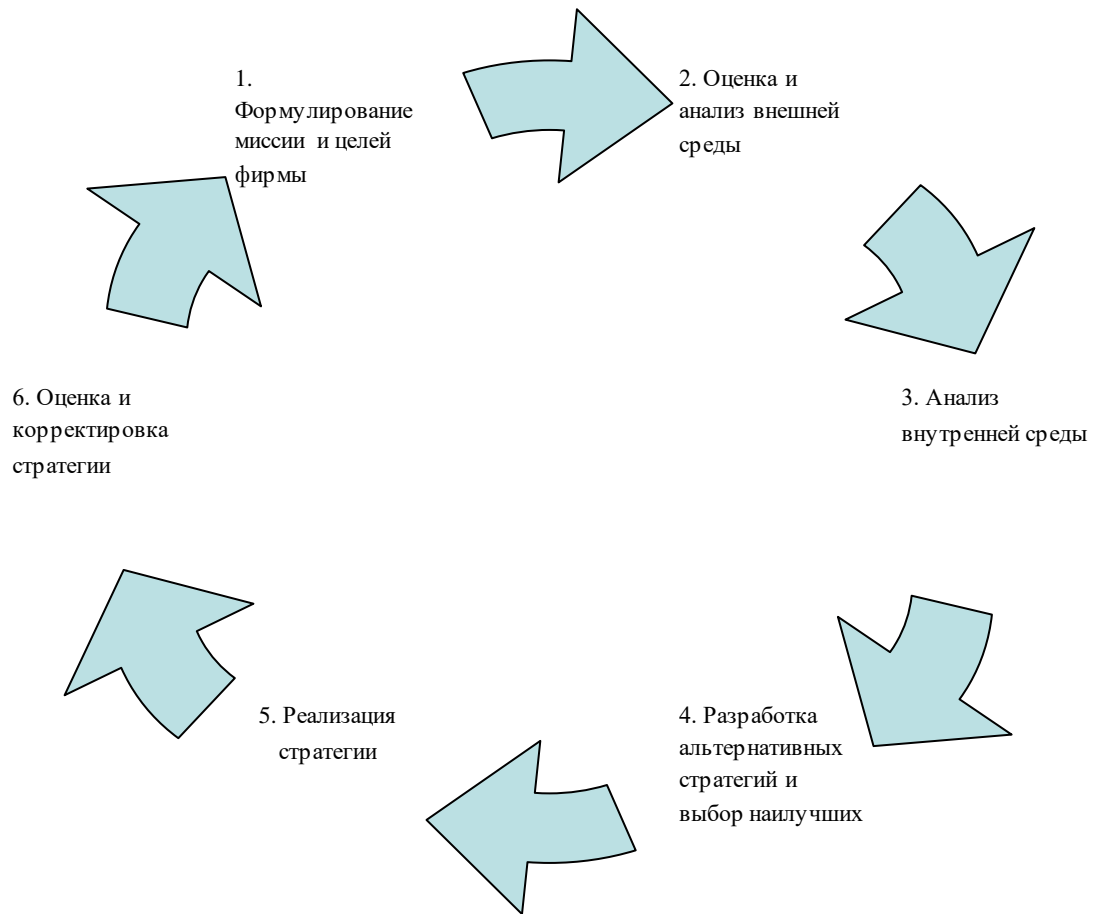 1.
Формулирование
миссии и целей
фирмы
2. Оценка и
анализ внешней
среды
3. Анализ
внутренней среды
4. Разработка
альтернативных
стратегий и
выбор наилучших
5. Реализация
стратегии
6. Оценка и
корректировка
стратегии